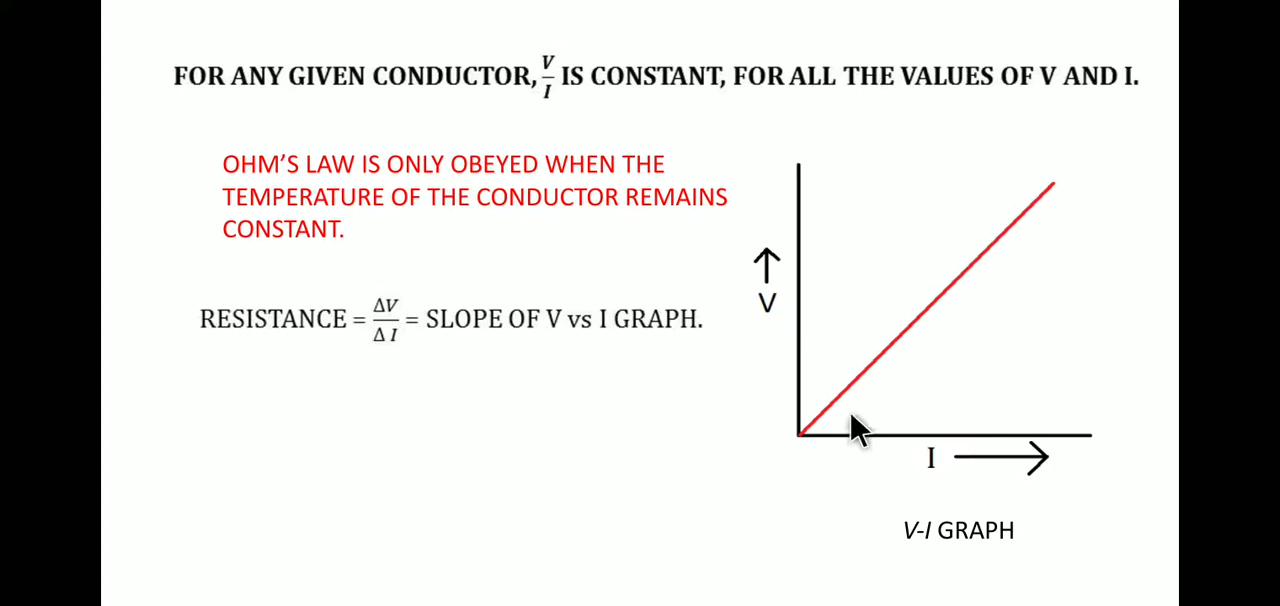 FOR ANY GIVEN CONDUCTOR, V/I IS CONSTANT, FOR ALL THE VALUES OF V AND I.
OHM'S LAW IS ONLY OBEYED WHEN THE
TEMPERATURE OF THE CONDUCTOR REMAINS
CONSTANT.
RESISTANCE = ΔV/ΔI = SLOPE OF V vs I GRAPH.
V
I
V-I GRAPH